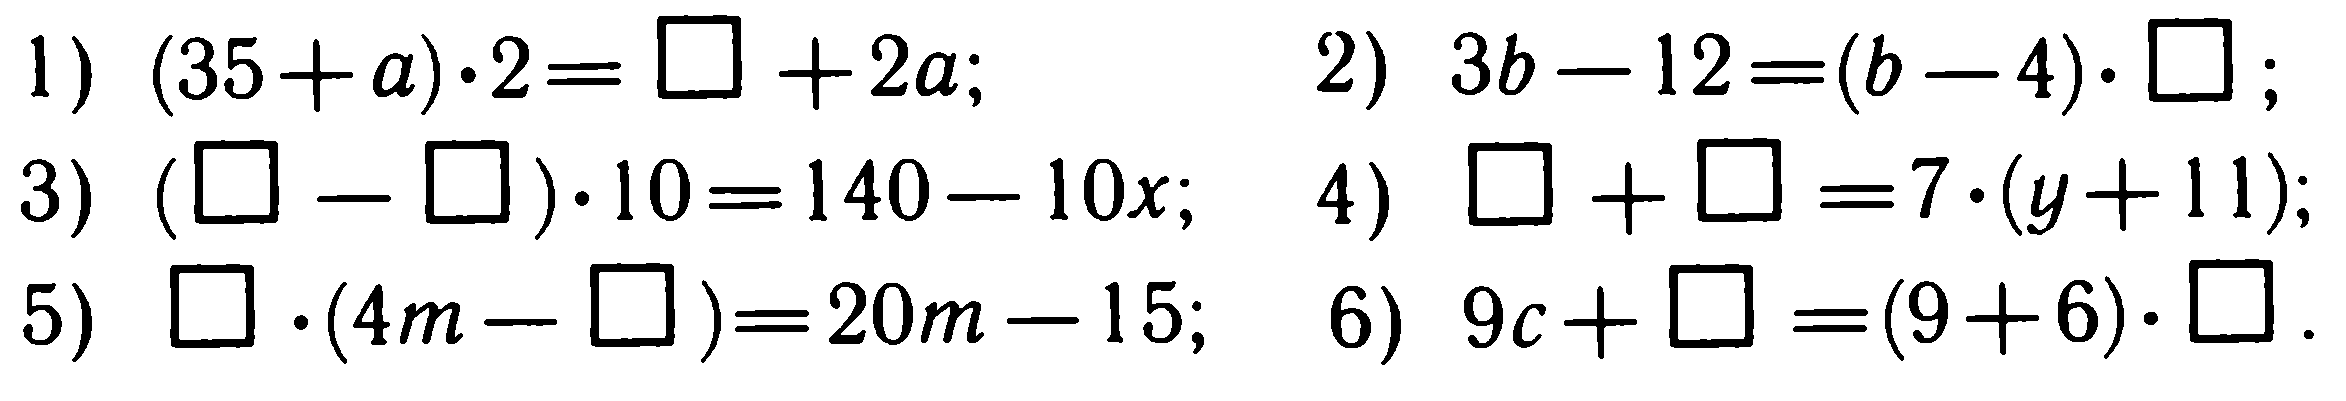 1) (35+a)·2=□+2a; 2) 3b−12=(b−4)·□;
3) (□−□)·10=140−10x; 4) □+□=7·(y+11);
5) □·(4m−□)=20m−15; 6) 9c+□=(9+6)·□.